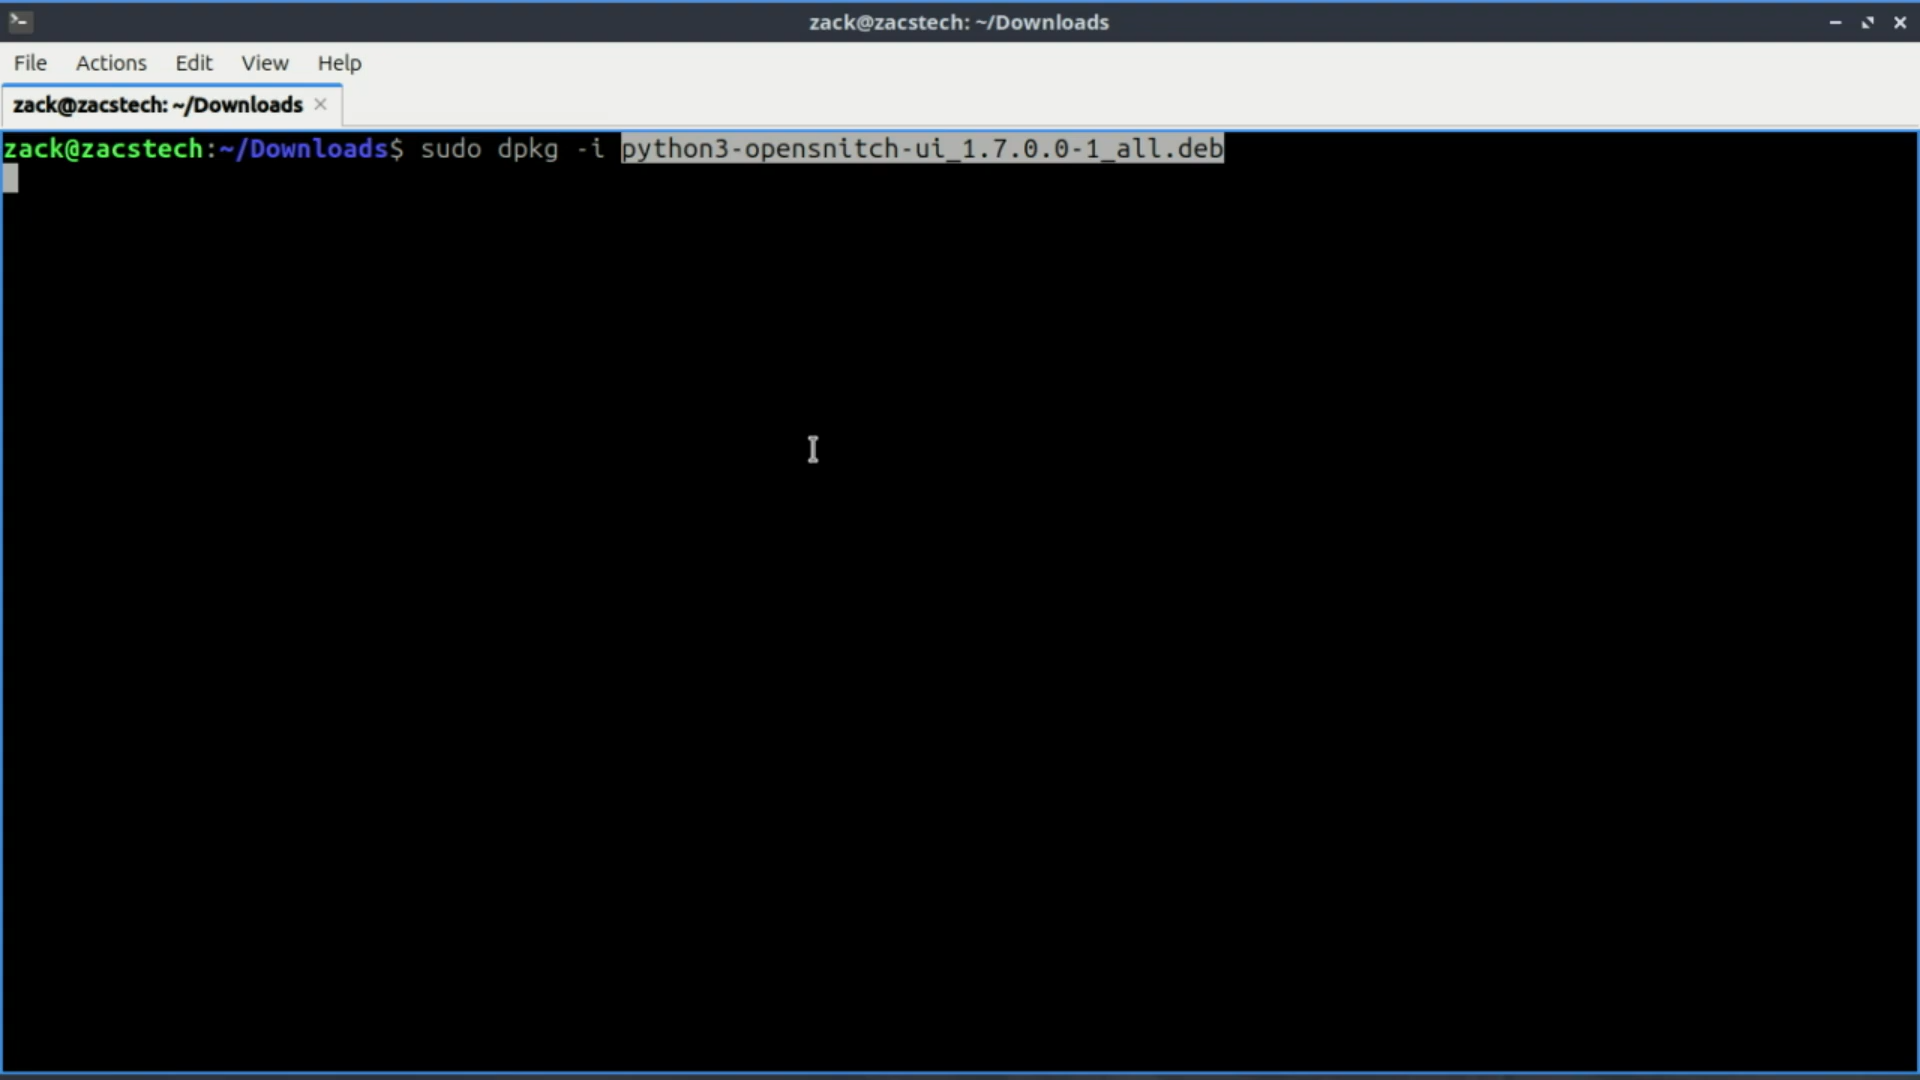 zack@zacstech: ~/Downloads
File Actions Edit View Help
zack@zacstech: ~/Downloads
zack@zacstech:~/Downloads$ sudo dpkg -i python3-opensnitch-ui_1.7.0.0-1_all.deb